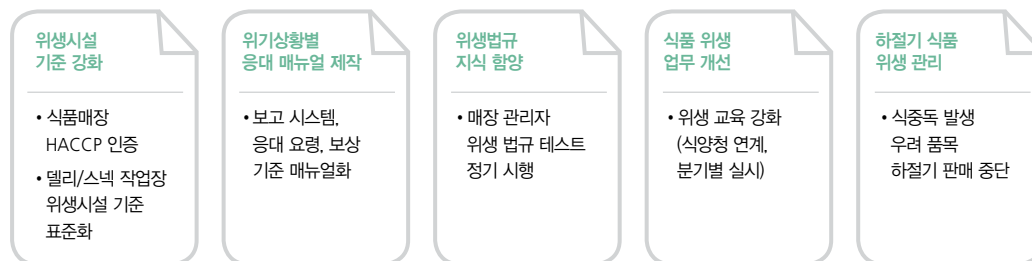 위생시설
기준 강화
• 식품매장
HACCP 인증
• 델리/스넥 작업장
위생시설 기준
표준화
위기상황별
응대 매뉴얼 제작
• 보고 시스템,
응대 요령, 보상
기준 매뉴얼화
위생법규
지식 함양
• 매장 관리자
위생 법규 테스트
정기 시행
식품 위생
업무 개선
• 위생 교육 강화
(식양청 연계,
분기별 실시)
하절기 식품
위생 관리
• 식중독 발생
우려 품목
하절기 판매 중단